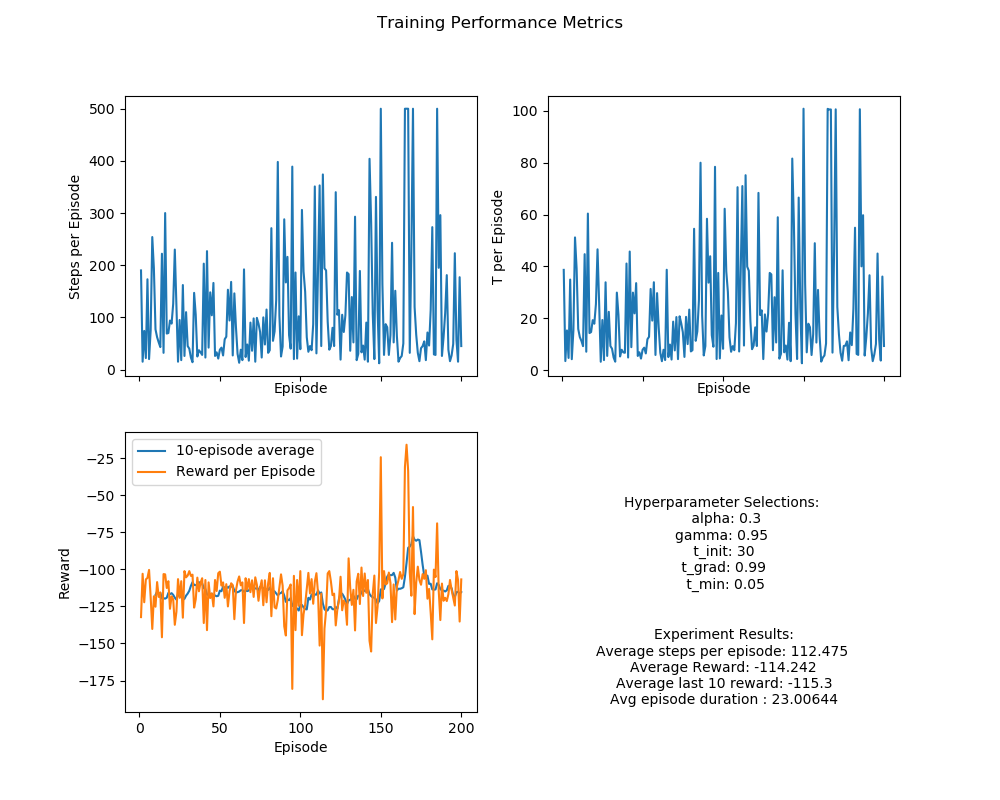 Training Performance Metrics
500
400
300
200
100
0
Steps per Episode
Episode
100
80
60
40
20
0
T per Episode
Episode
10-episode average
Reward per Episode
−25
−50
−75
−100
−125
−150
−175
Reward
0 50 100 150 200
Episode
Hyperparameter Selections:
alpha: 0.3
gamma: 0.95
t_init: 30
t_grad: 0.99
t_min: 0.05
Experiment Results:
Average steps per episode: 112.475
Average Reward: -114.242
Average last 10 reward: -115.3
Avg episode duration : 23.00644